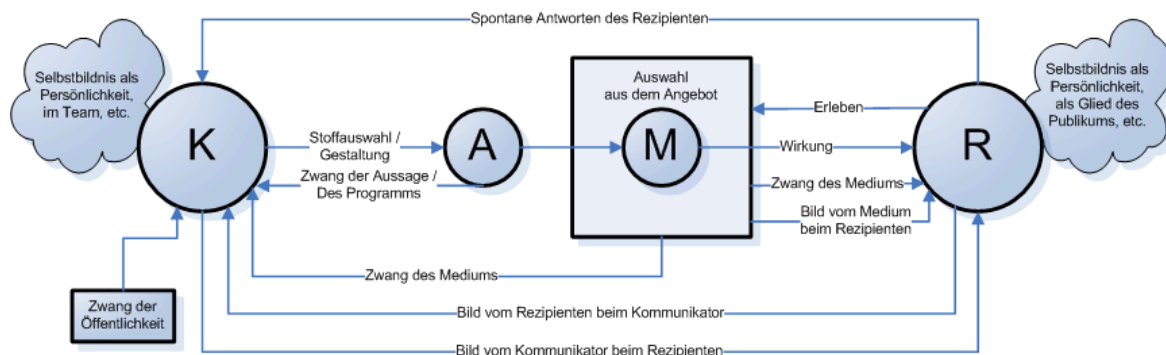 Spontane Antworten des Rezipienten
Selbstbildnis als
Persönlichkeit,
im Team, etc.
K
Stoffauswahl /
Gestaltung
Zwang der Aussage /
Des Programms
A
Auswahl
aus dem Angebot
M
Erleben
Wirkung
Zwang des Mediums
Bild vom Medium
beim Rezipienten
R
Selbstbildnis als
Persönlichkeit,
als Glied des
Publikums, etc.
Zwang des Mediums
Zwang der
Öffentlichkeit
Bild vom Rezipienten beim Kommunikator
Bild vom Kommunikator beim Rezipienten